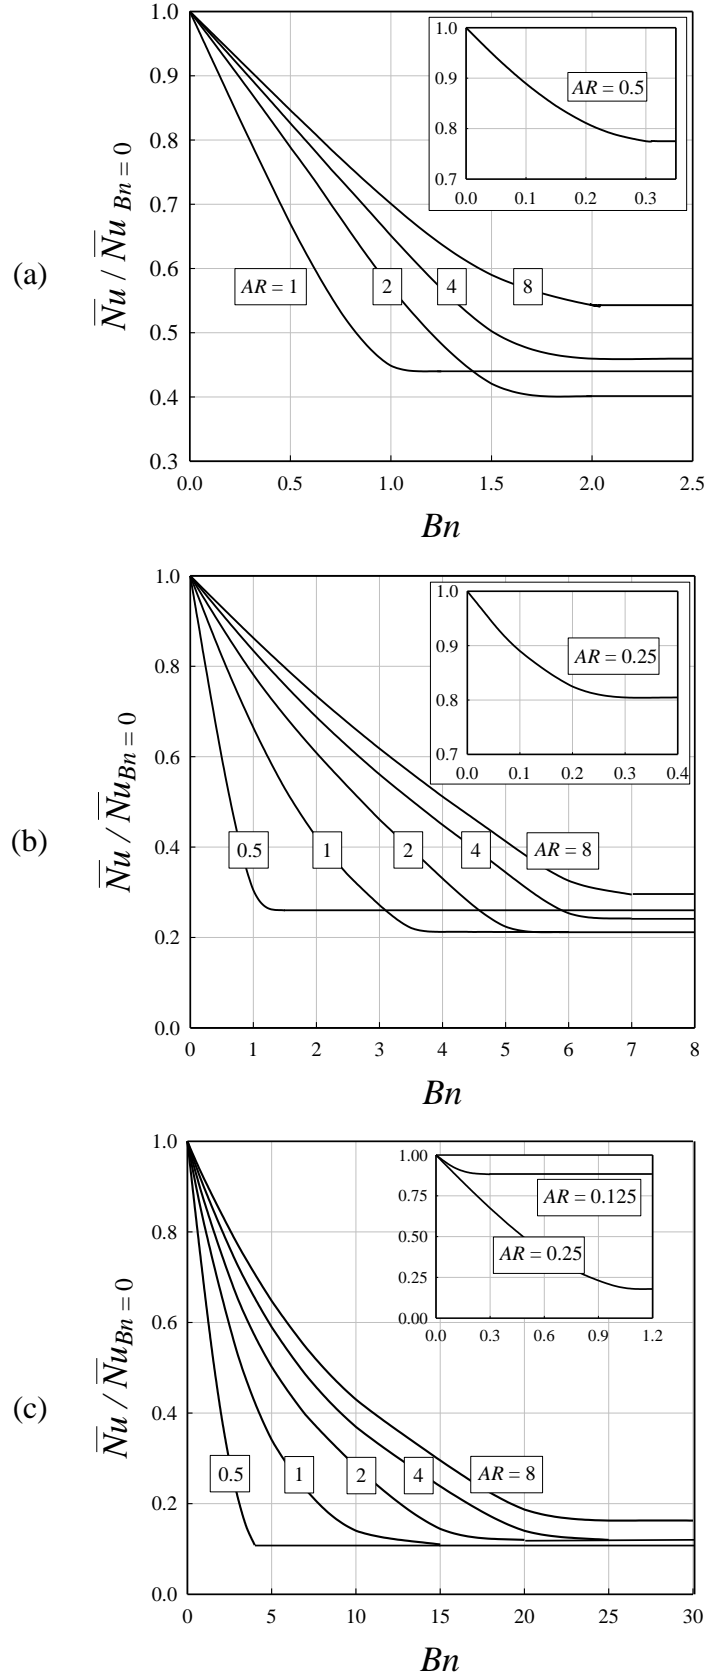 1.0
0.9
0.8
0.7
0.6
0.5
0.4
0.3
0.0 0.5 1.0 1.5 2.0 2.5
Bn
Nu / Nu Bn = 0
(a)
AR = 1
2
4
8
1.0
0.9
0.8
0.7
0.0 0.1 0.2 0.3
AR = 0.5
1.0
0.8
0.6
0.4
0.2
0.0
0 1 2 3 4 5 6 7 8
Bn
Nu / Nu Bn = 0
(b)
0.5
1
2
4
AR = 8
1.0
0.9
0.8
0.7
0.0 0.1 0.2 0.3 0.4
AR = 0.25
1.0
0.8
0.6
0.4
0.2
0.0
0 5 10 15 20 25 30
Bn
Nu / Nu Bn = 0
(c)
0.5
1
2
4
AR = 8
1.00
0.75
0.50
0.25
0.00
0.0 0.3 0.6 0.9 1.2
AR = 0.125
AR = 0.25